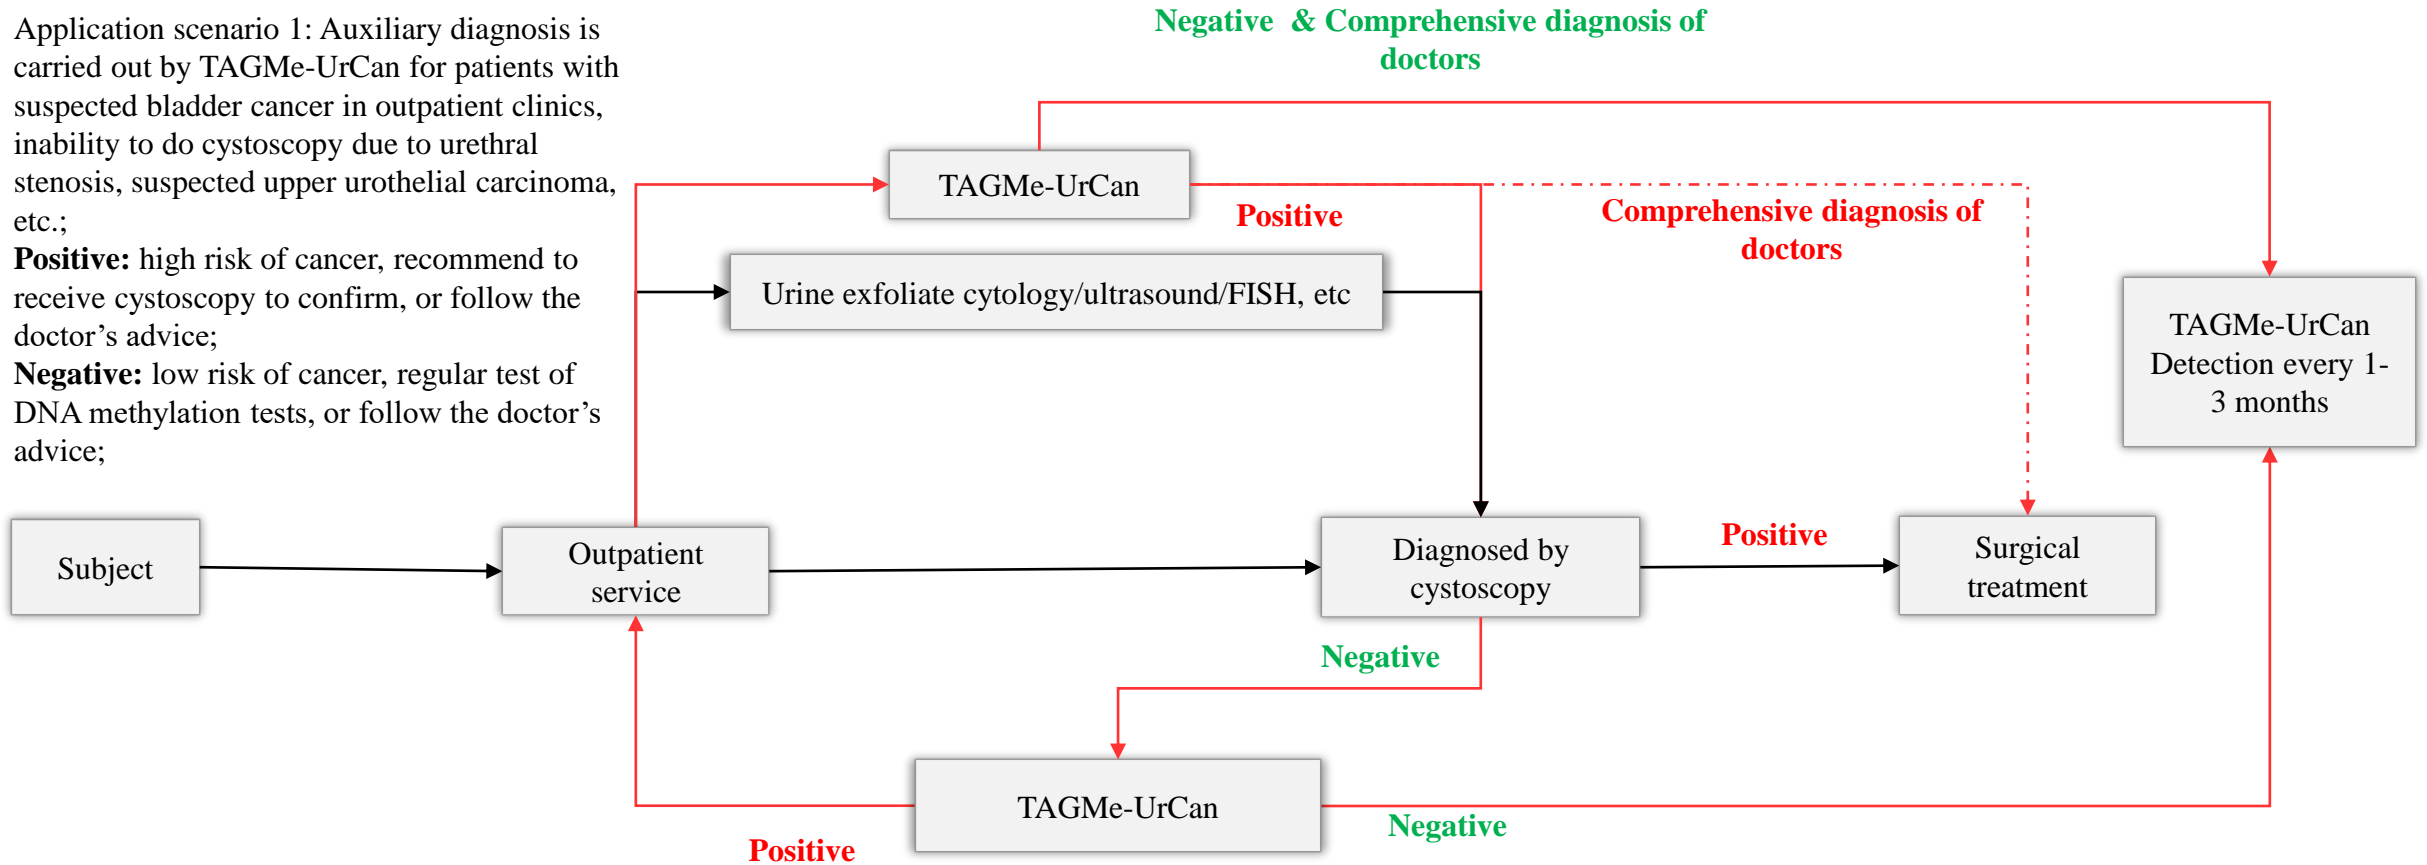 Application scenario 1: Auxiliary diagnosis is
carried out by TAGMe-UrCan for patients with
suspected bladder cancer in outpatient clinics,
inability to do cystoscopy due to urethral
stenosis, suspected upper urothelial carcinoma,
etc.;
Positive: high risk of cancer, recommend to
receive cystoscopy to confirm, or follow the
doctor’s advice;
Negative: low risk of cancer, regular test of
DNA methylation tests, or follow the doctor’s
advice;
Negative & Comprehensive diagnosis of
doctors
TAGMe-UrCan
Positive
Comprehensive diagnosis of
doctors
Urine exfoliate cytology/ultrasound/FISH, etc
TAGMe-UrCan
Detection every 1-
3 months
Subject
Outpatient
service
Diagnosed by
cystoscopy
Positive
Surgical
treatment
Negative
TAGMe-UrCan
Positive
Negative